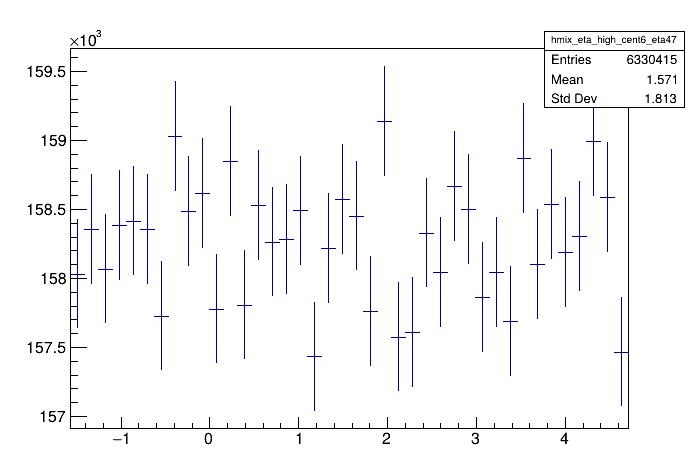 ×10³
hmix_eta_high_cent6_eta47
Entries 6330415
Mean 1.571
Std Dev 1.813
159.5
159
158.5
158
157.5
157
−1 0 1 2 3 4